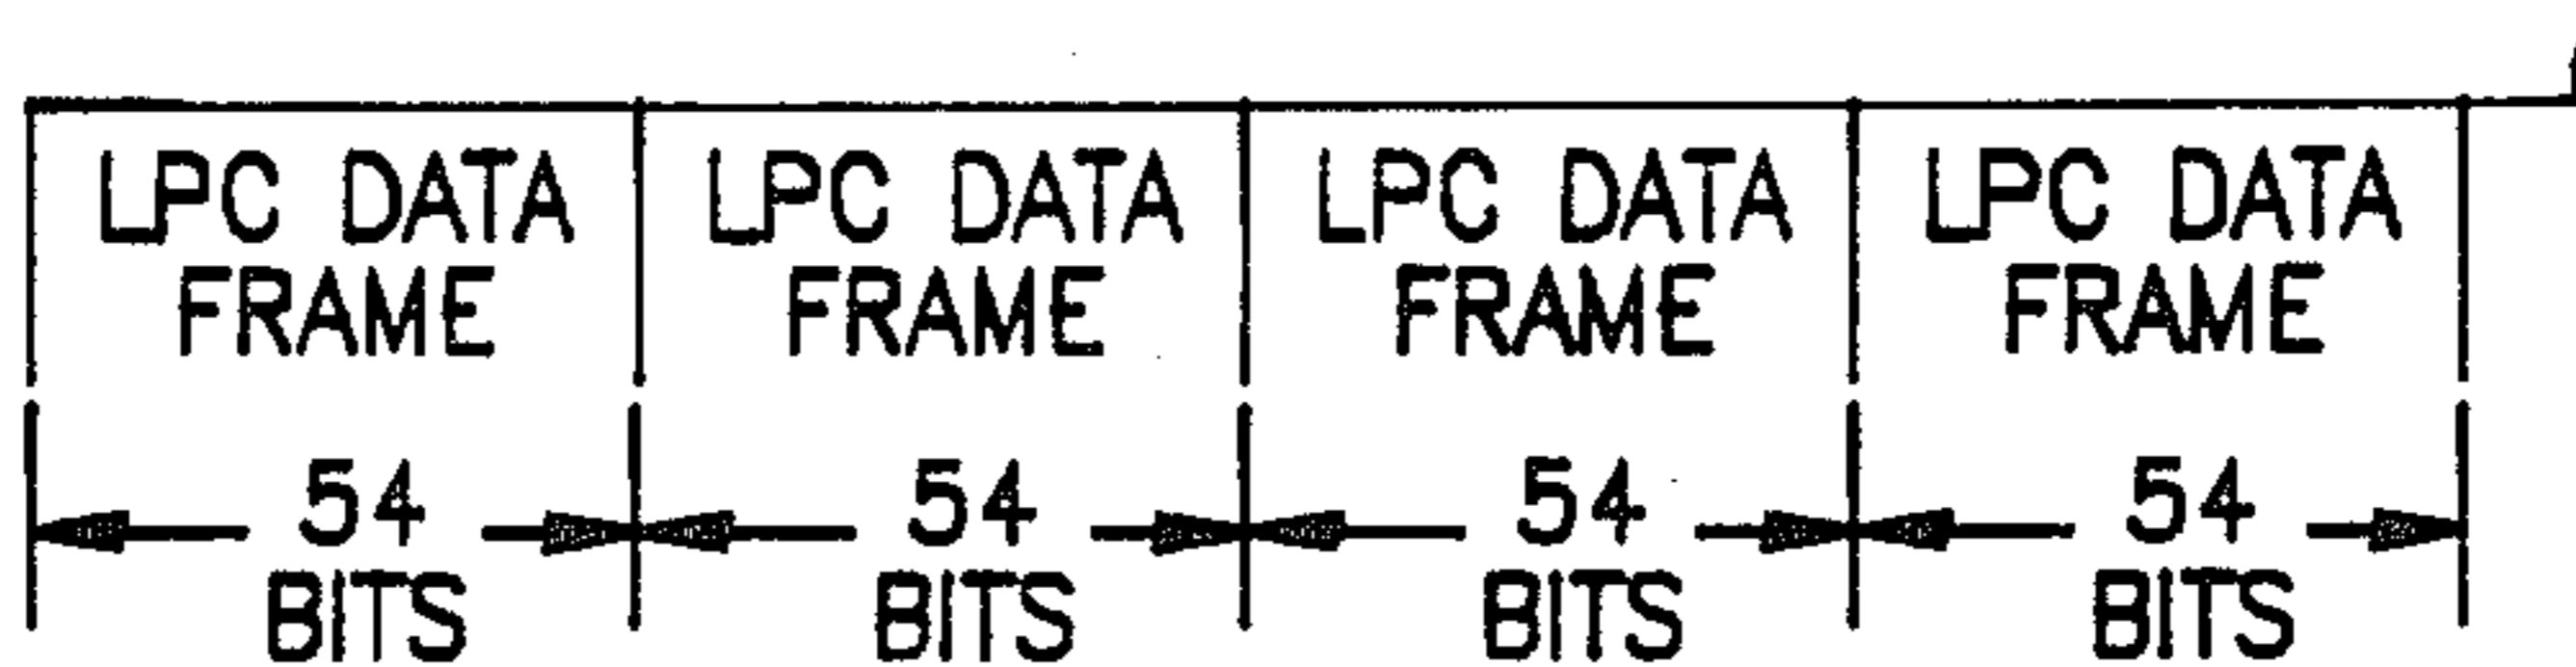 LPC DATA LPC DATA LPC DATA LPC DATA
FRAME FRAME FRAME FRAME
54 54 54 54
BITS BITS BITS BITS